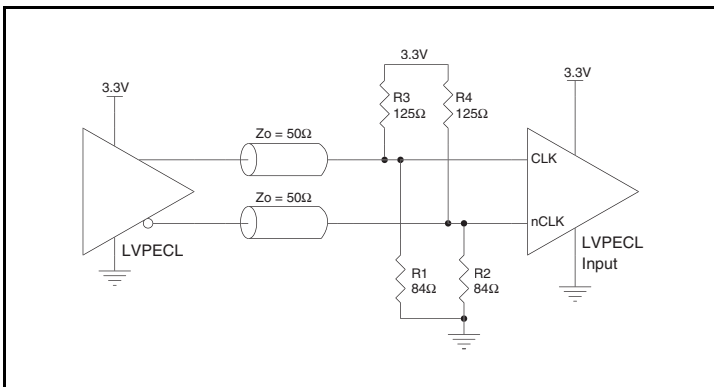 3.3V
3.3V
3.3V
R3
125Ω
R4
125Ω
Zo = 50Ω
CLK
Zo = 50Ω
nCLK
LVPECL
LVPECL
Input
R1
84Ω
R2
84Ω